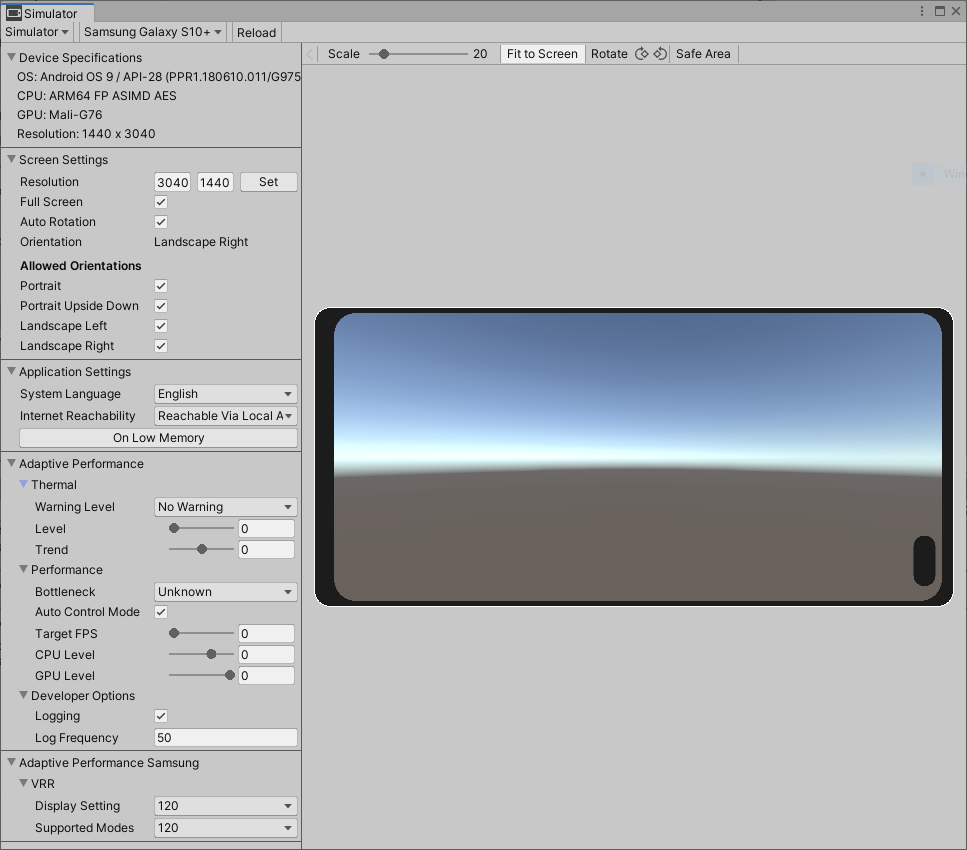 Simulator
Simulator Samsung Galaxy S10+ Reload
Scale 20 Fit to Screen Rotate Safe Area
Device Specifications
OS: Android OS 9 / API-28 (PPR1.180610.011/G975
CPU: ARM64 FP ASIMD AES
GPU: Mali-G76
Resolution: 1440 x 3040
Screen Settings
Resolution 3040 1440 Set
Full Screen
Auto Rotation
Orientation Landscape Right
Allowed Orientations
Portrait
Portrait Upside Down
Landscape Left
Landscape Right
Application Settings
System Language English
Internet Reachability Reachable Via Local A
On Low Memory
Adaptive Performance
Thermal
Warning Level No Warning
Level 0
Trend 0
Performance
Bottleneck Unknown
Auto Control Mode
Target FPS 0
CPU Level 0
GPU Level 0
Developer Options
Logging
Log Frequency 50
Adaptive Performance Samsung
VRR
Display Setting 120
Supported Modes 120